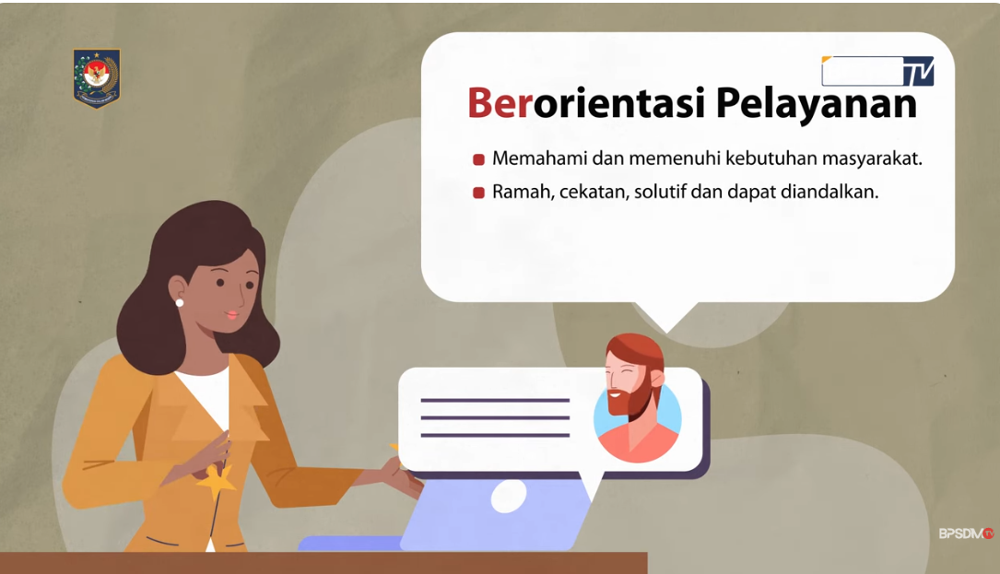 TV
Berorientasi Pelayanan
Memahami dan memenuhi kebutuhan masyarakat.
Ramah, cekatan, solutif dan dapat diandalkan.
BPSDM TV